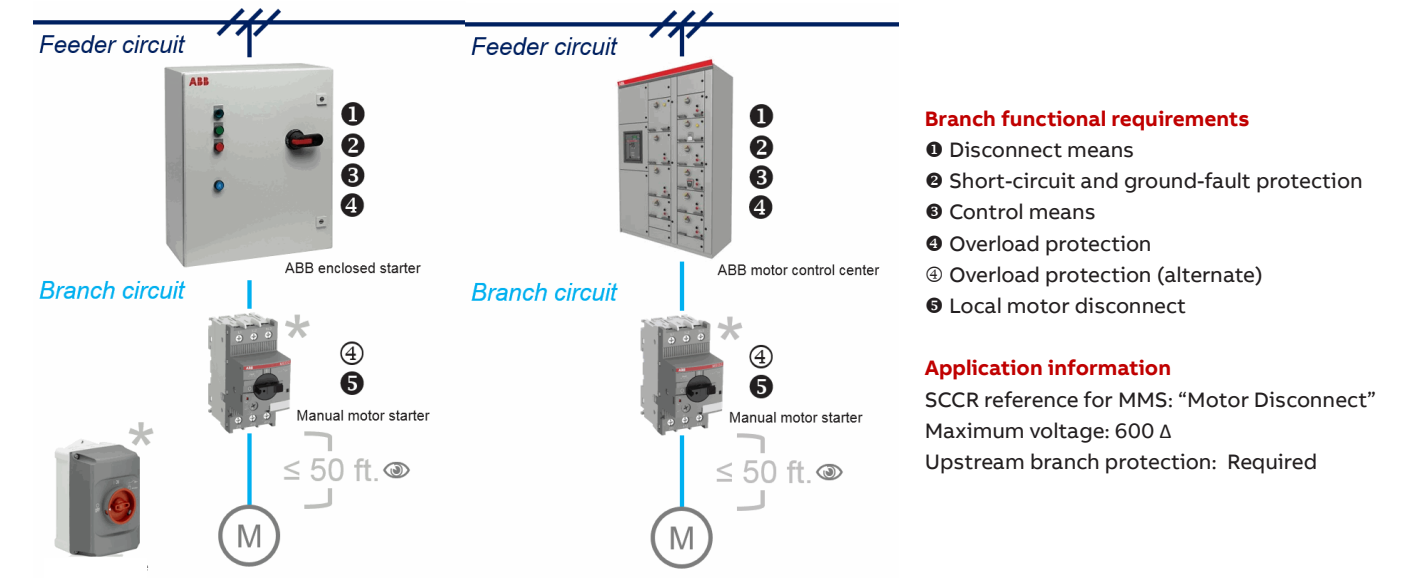 Feeder circuit
ABB
❶
❷
❸
❹
ABB enclosed starter
Branch circuit
*
④
❺
Manual motor starter
*
≤ 50 ft.
M
Feeder circuit
❶
❷
❸
❹
ABB motor control center
Branch circuit
*
④
❺
Manual motor starter
≤ 50 ft.
M
Branch functional requirements
❶ Disconnect means
❷ Short-circuit and ground-fault protection
❸ Control means
❹ Overload protection
④ Overload protection (alternate)
❺ Local motor disconnect
Application information
SCCR reference for MMS: “Motor Disconnect”
Maximum voltage: 600 Δ
Upstream branch protection: Required